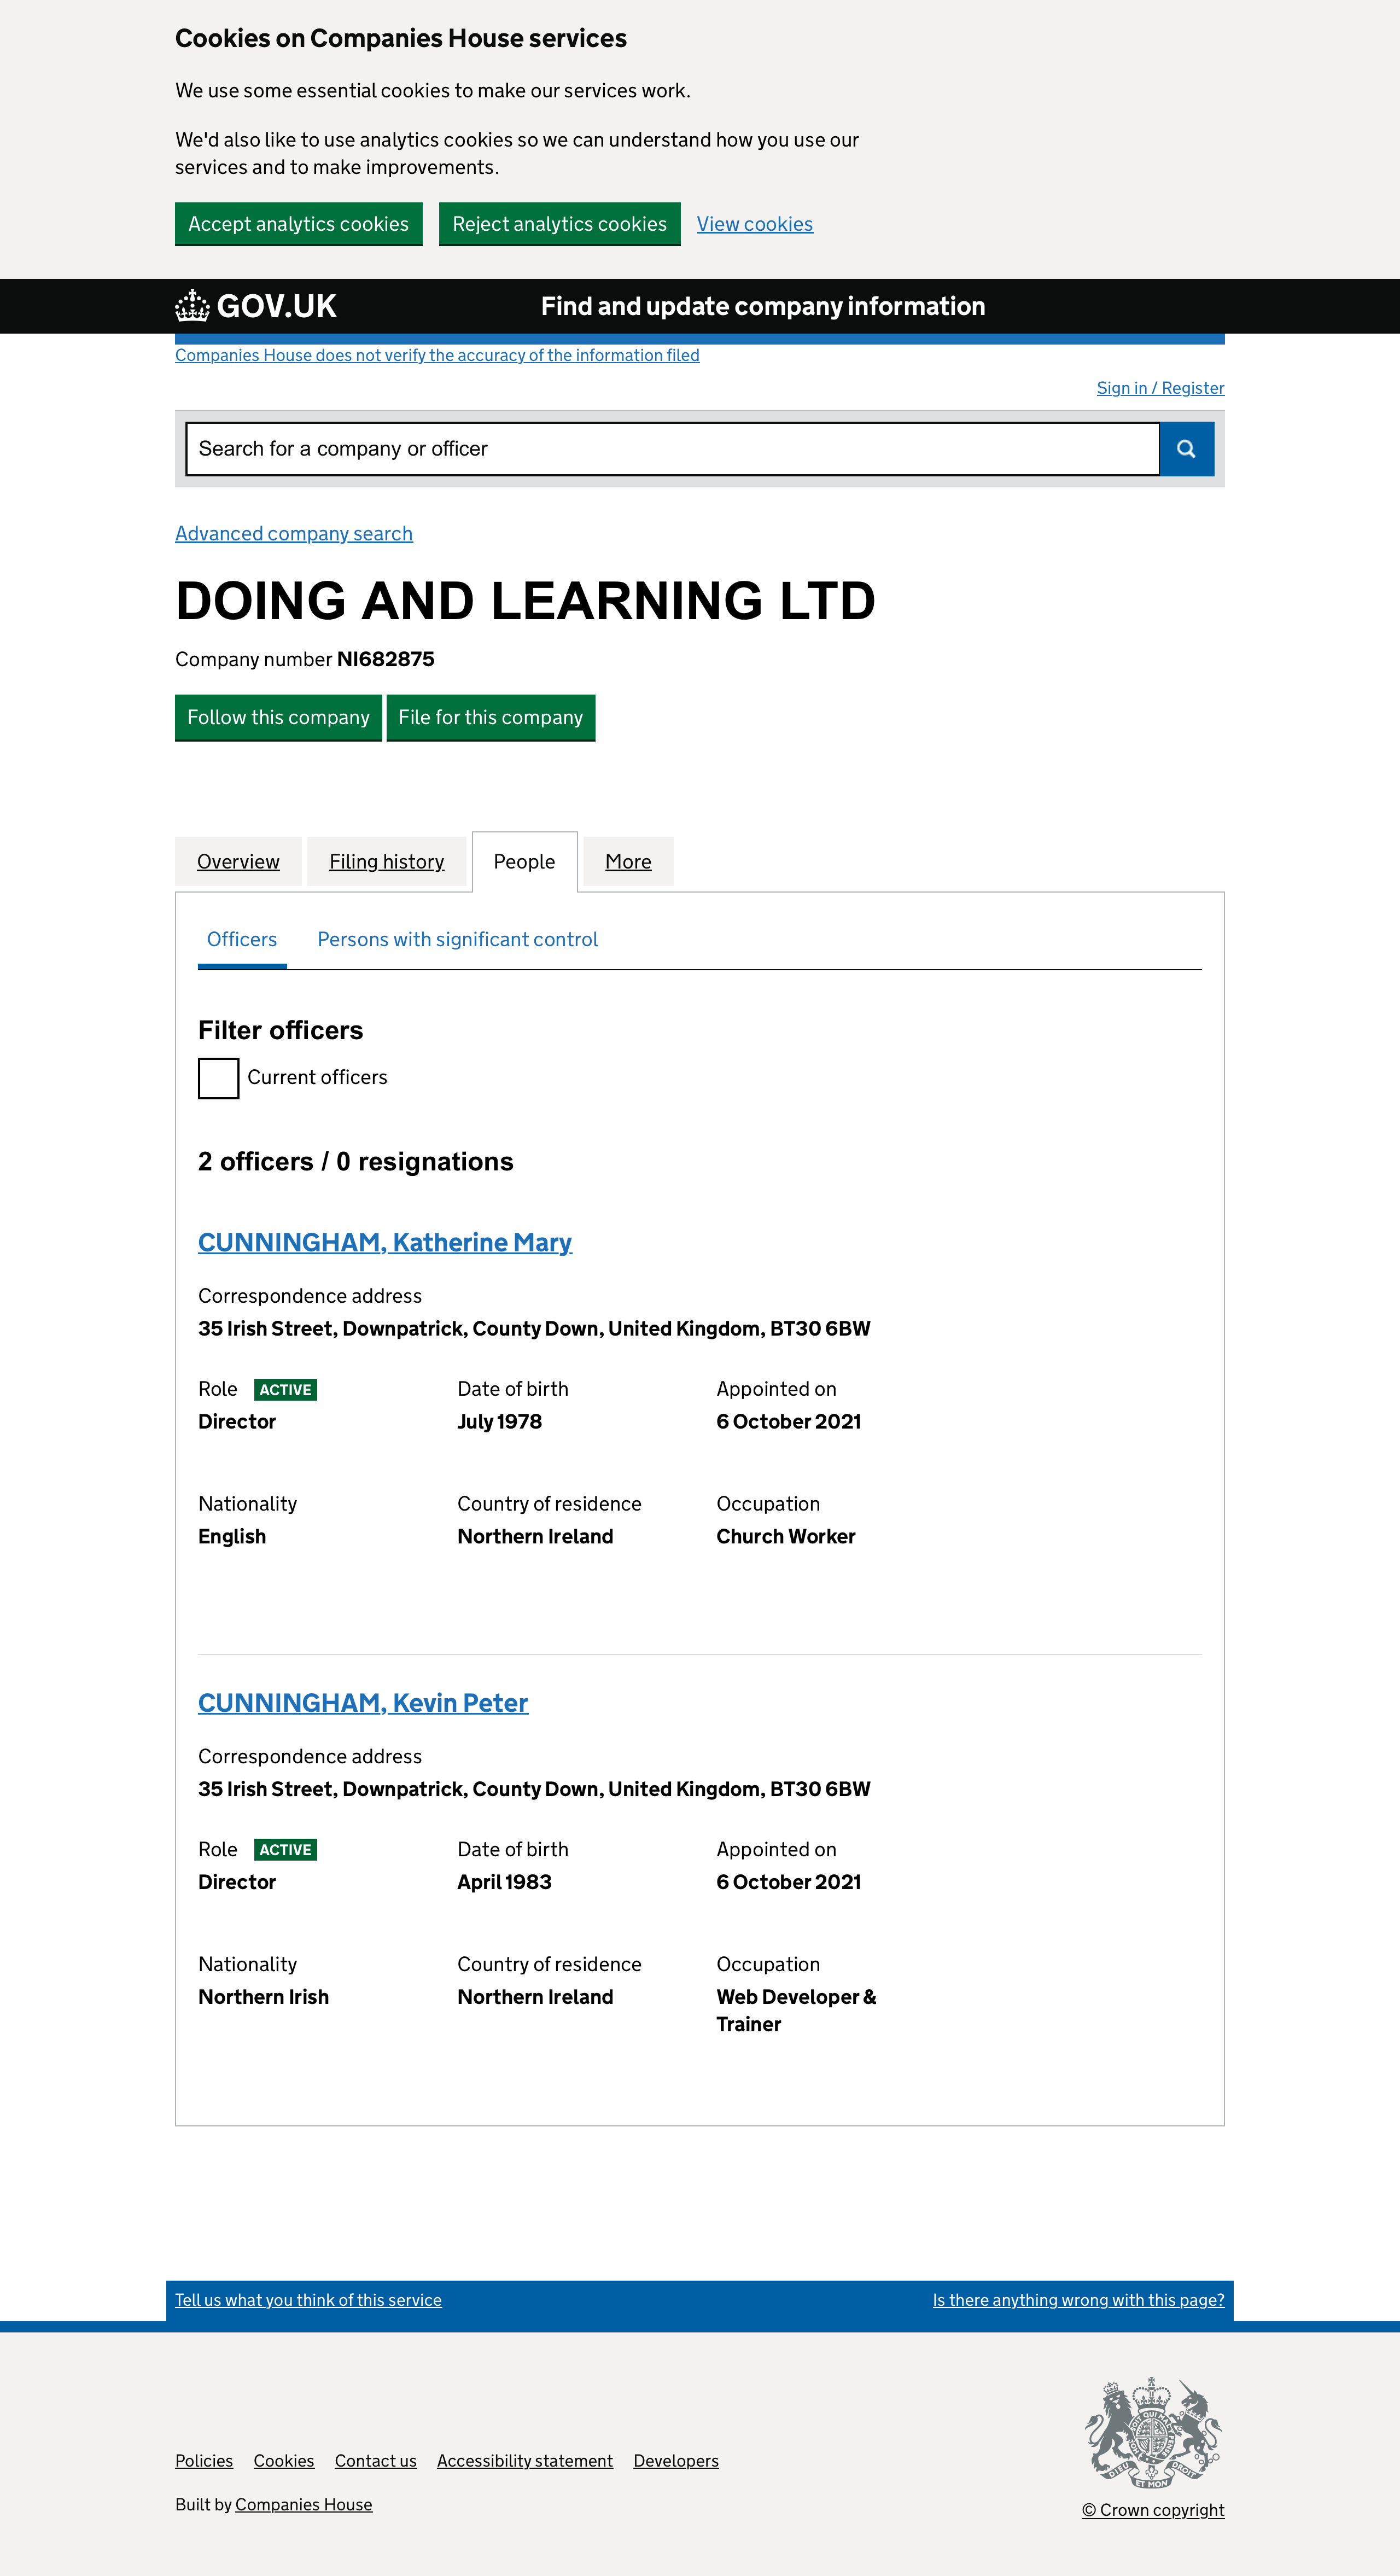 Cookies on Companies House services
We use some essential cookies to make our services work.
We'd also like to use analytics cookies so we can understand how you use our
services and to make improvements.
Accept analytics cookies Reject analytics cookies View cookies
GOV.UK Find and update company information
Companies House does not verify the accuracy of the information filed
Sign in / Register
Search for a company or officer
Advanced company search
DOING AND LEARNING LTD
Company number NI682875
Follow this company File for this company
Overview Filing history People More
Officers Persons with significant control
Filter officers
Current officers
2 officers / 0 resignations
CUNNINGHAM, Katherine Mary
Correspondence address
35 Irish Street, Downpatrick, County Down, United Kingdom, BT30 6BW
Role ACTIVE Date of birth Appointed on
Director July 1978 6 October 2021
Nationality Country of residence Occupation
English Northern Ireland Church Worker
CUNNINGHAM, Kevin Peter
Correspondence address
35 Irish Street, Downpatrick, County Down, United Kingdom, BT30 6BW
Role ACTIVE Date of birth Appointed on
Director April 1983 6 October 2021
Nationality Country of residence Occupation
Northern Irish Northern Ireland Web Developer &
Trainer
Tell us what you think of this service Is there anything wrong with this page?
Policies Cookies Contact us Accessibility statement Developers
Built by Companies House
DIEU ET MON DROIT
© Crown copyright